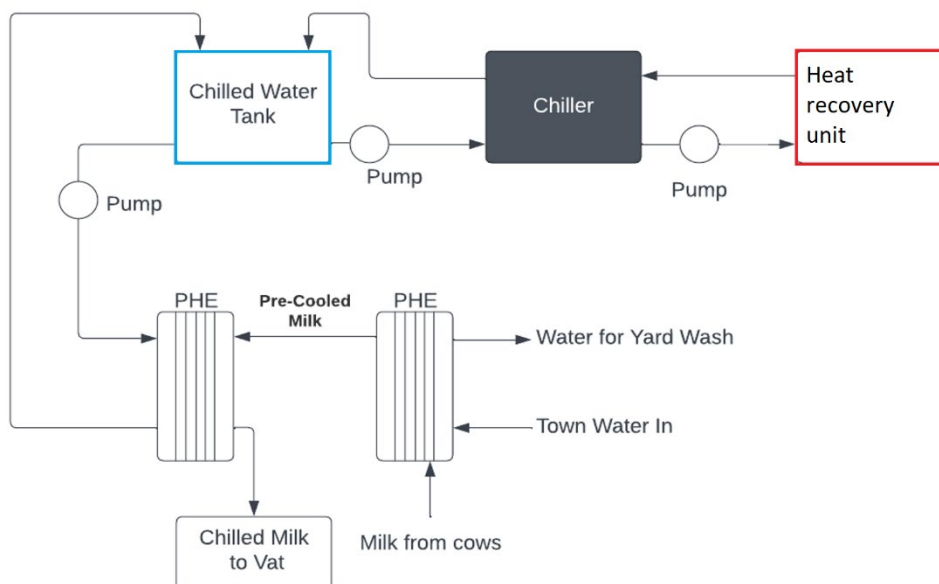 Chilled Water
Tank
Chiller
Heat
recovery
unit
Pump
Pump
Pump
PHE
Pre-Cooled
Milk
PHE
Water for Yard Wash
Town Water In
Chilled Milk
to Vat
Milk from cows